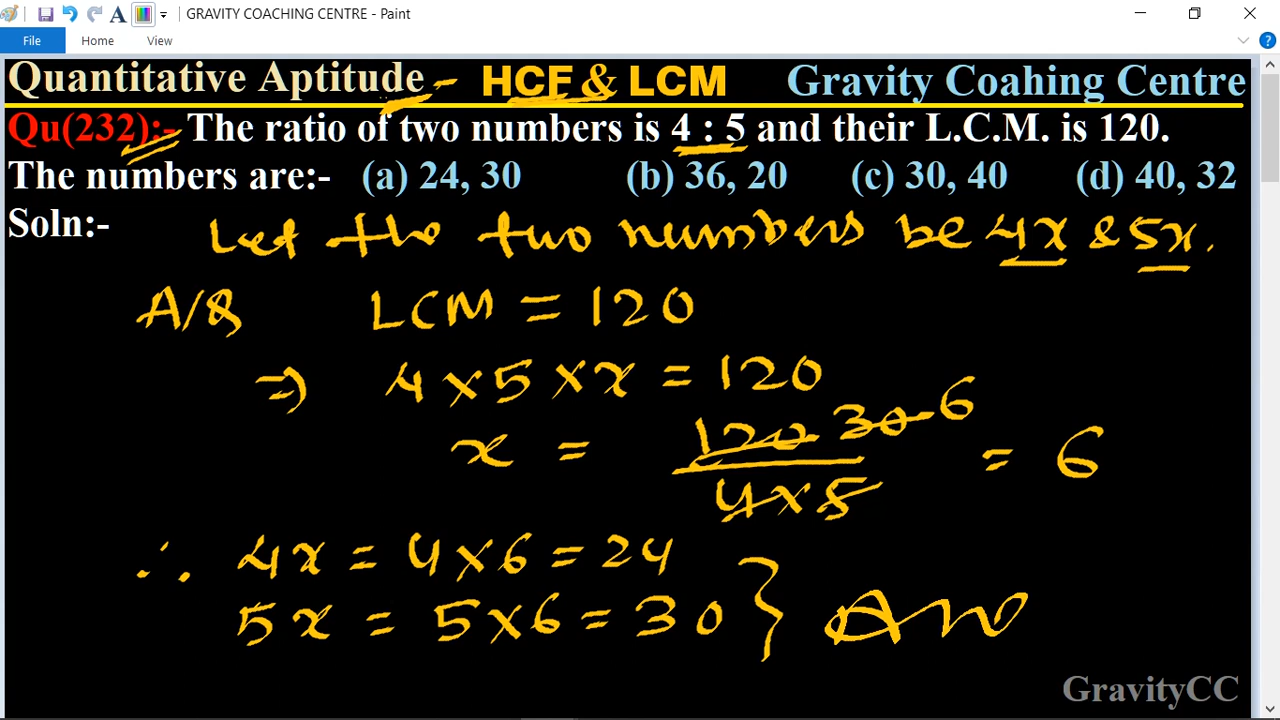 GRAVITY COACHING CENTRE - Paint
File Home View
Quantitative Aptitude - HCF & LCM Gravity Coahing Centre
Qu(232):- The ratio of two numbers is 4 : 5 and their L.C.M. is 120.
The numbers are:- (a) 24, 30 (b) 36, 20 (c) 30, 40 (d) 40, 32
Soln:- Let the two numbers be 4x & 5x.
A/Q LCM = 120
⇒ 4 × 5 × x = 120
x = 120 30 6 / 4×5 = 6
∴ 4x = 4×6 = 24
5x = 5×6 = 30 } Ans
GravityCC